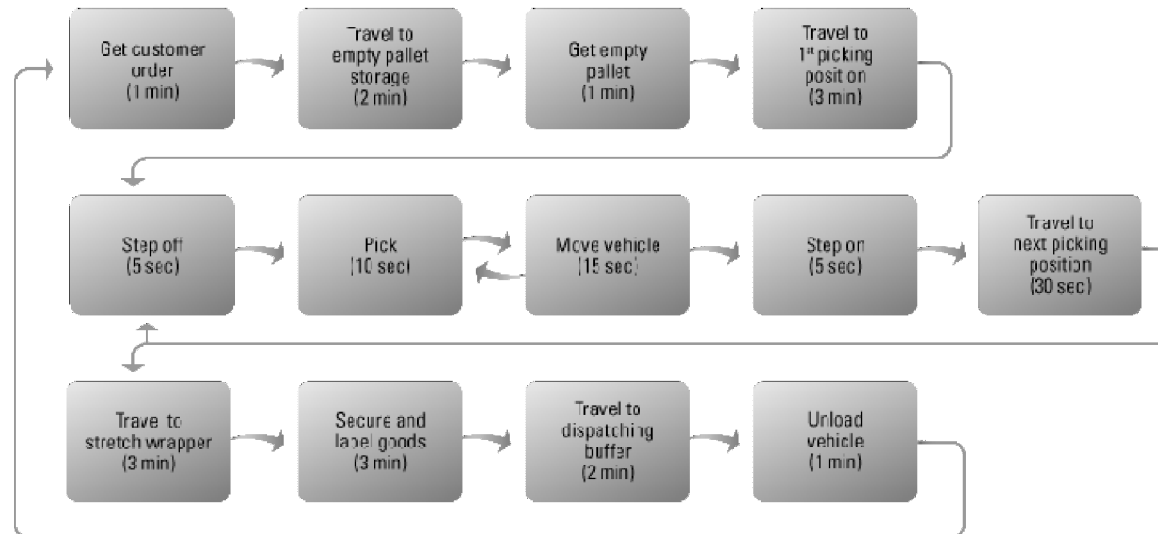 Get customer
order
(1 min)
Travel to
empty pallet
storage
(2 min)
Get empty
pallet
(1 min)
Travel to
1st picking
position
(3 min)
Step off
(5 sec)
Pick
(10 sec)
Move vehicle
(15 sec)
Step on
(5 sec)
Travel to
next picking
position
(30 sec)
Travel to
stretch wrapper
(3 min)
Secure and
label goods
(3 min)
Travel to
dispatching
buffer
(2 min)
Unload
vehicle
(1 min)